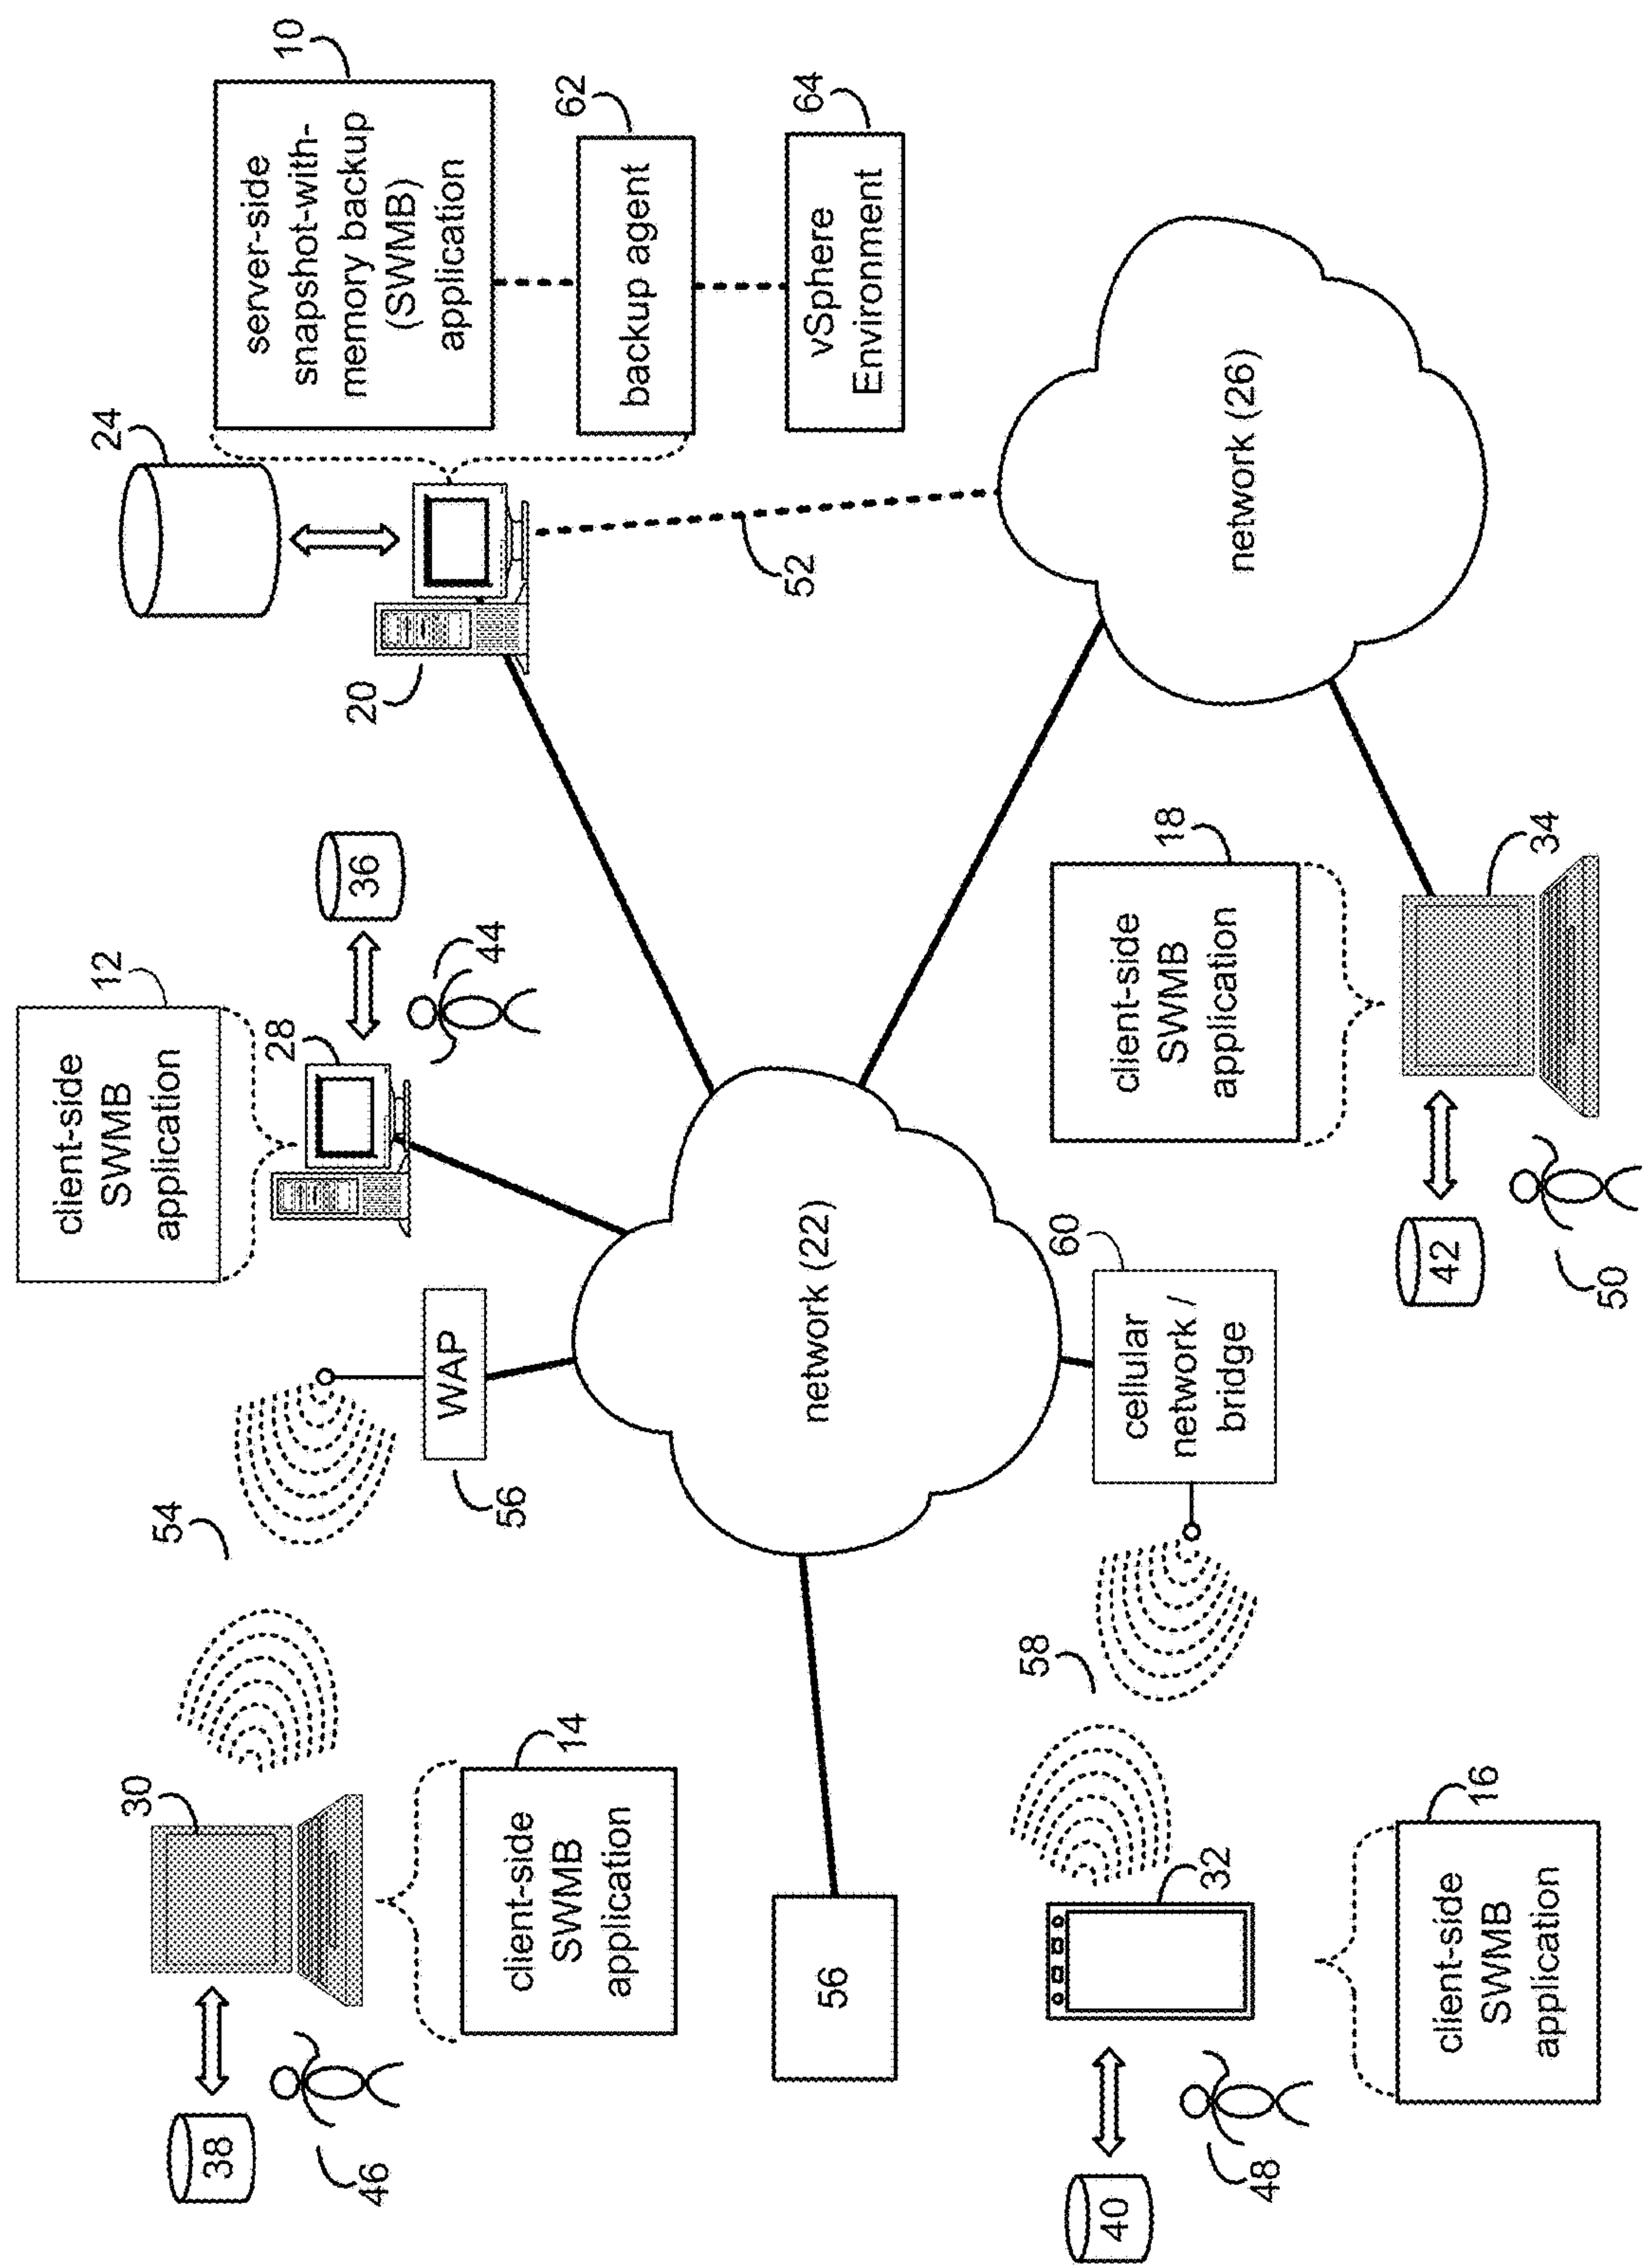 30
54
12
client-side
SWMB
application
28
36
44
24
20
10
server-side
snapshot-with-
memory backup
(SWMB)
application
62
backup agent
64
vSphere
Environment
38
46
14
client-side
SWMB
application
WAP
56
52
56
network (22)
network (26)
40
48
32
58
16
client-side
SWMB
application
60
cellular
network /
bridge
18
client-side
SWMB
application
42
50
34